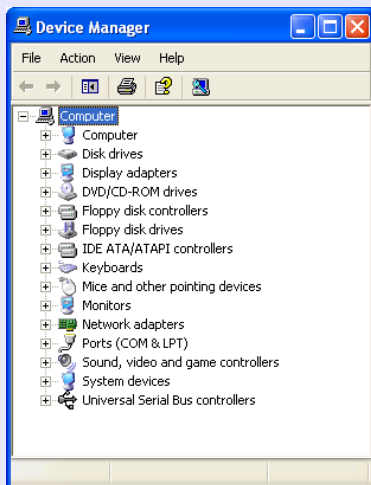 Device Manager
File Action View Help
Computer
Computer
Disk drives
Display adapters
DVD/CD-ROM drives
Floppy disk controllers
Floppy disk drives
IDE ATA/ATAPI controllers
Keyboards
Mice and other pointing devices
Monitors
Network adapters
Ports (COM & LPT)
Sound, video and game controllers
System devices
Universal Serial Bus controllers